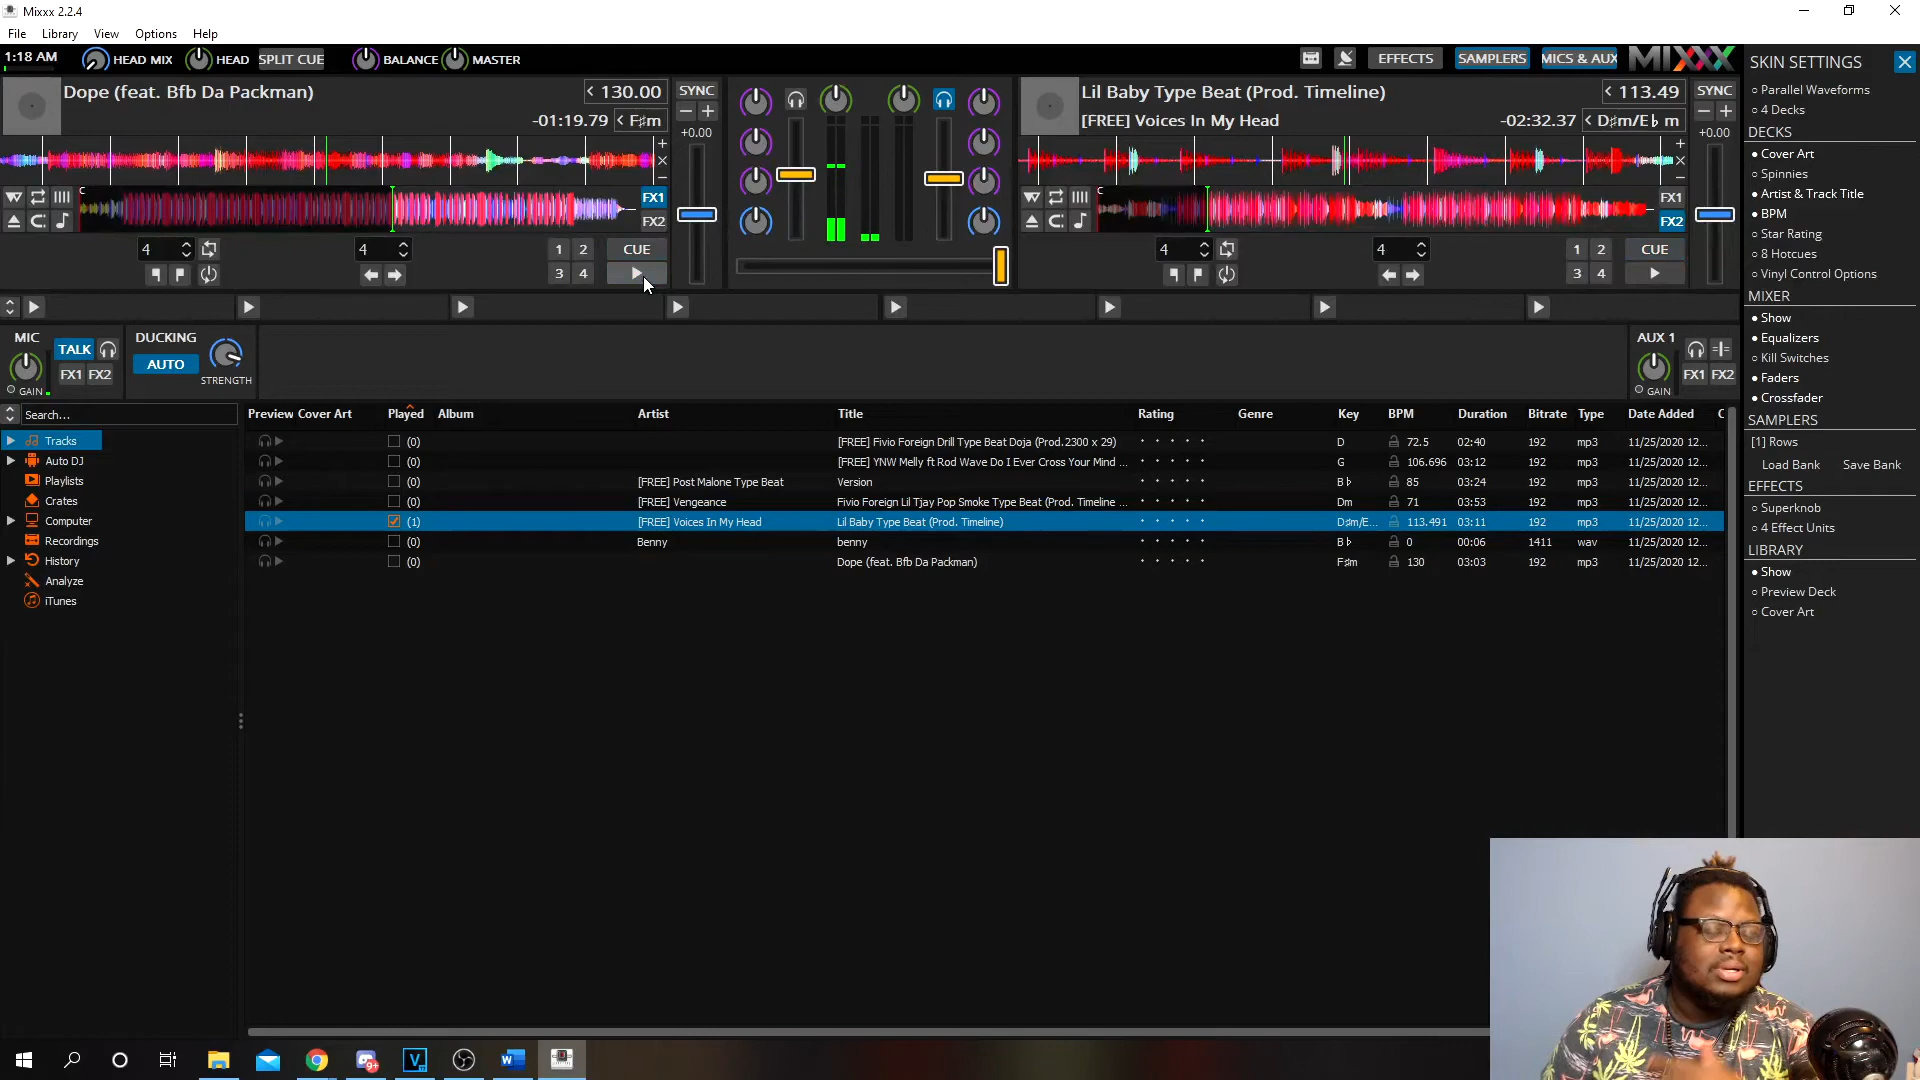 Mixxx 2.2.4
File Library View Options Help
1:18 AM HEAD MIX HEAD SPLIT CUE BALANCE MASTER EFFECTS SAMPLERS MICS & AUX MIXXX
SKIN SETTINGS
Dope (feat. Bfb Da Packman) 130.00
-01:19.79 F♯m
SYNC
+0.00
Lil Baby Type Beat (Prod. Timeline) 113.49
[FREE] Voices In My Head -02:32.37 D♯m/E♭m
SYNC
+0.00
C FX1
FX2
4 4 1 2 CUE
3 4
C FX1
FX2
4 4 1 2 CUE
3 4
MIC TALK
GAIN FX1 FX2
DUCKING
AUTO STRENGTH
AUX 1
GAIN FX1 FX2
Search...
Tracks
Auto DJ
Playlists
Crates
Computer
Recordings
History
Analyze
iTunes
Preview Cover Art Played Album Artist Title Rating Genre Key BPM Duration Bitrate Type Date Added C
(0) [FREE] Fivio Foreign Drill Type Beat Doja (Prod.2300 x 29) D 72.5 02:40 192 mp3 11/25/2020 12...
(0) [FREE] YNW Melly ft Rod Wave Do I Ever Cross Your Mind ... G 106.696 03:12 192 mp3 11/25/2020 12...
(0) [FREE] Post Malone Type Beat Version B♭ 85 03:24 192 mp3 11/25/2020 12...
(0) [FREE] Vengeance Fivio Foreign Lil Tjay Pop Smoke Type Beat (Prod. Timeline ... Dm 71 03:53 192 mp3 11/25/2020 12...
(1) [FREE] Voices In My Head Lil Baby Type Beat (Prod. Timeline) D♯m/E... 113.491 03:11 192 mp3 11/25/2020 12...
(0) Benny benny B♭ 0 00:06 1411 wav 11/25/2020 12...
(0) Dope (feat. Bfb Da Packman) F♯m 130 03:03 192 mp3 11/25/2020 12...
Parallel Waveforms
4 Decks
DECKS
Cover Art
Spinnies
Artist & Track Title
BPM
Star Rating
8 Hotcues
Vinyl Control Options
MIXER
Show
Equalizers
Kill Switches
Faders
Crossfader
SAMPLERS
[1] Rows
Load Bank Save Bank
EFFECTS
Superknob
4 Effect Units
LIBRARY
Show
Preview Deck
Cover Art